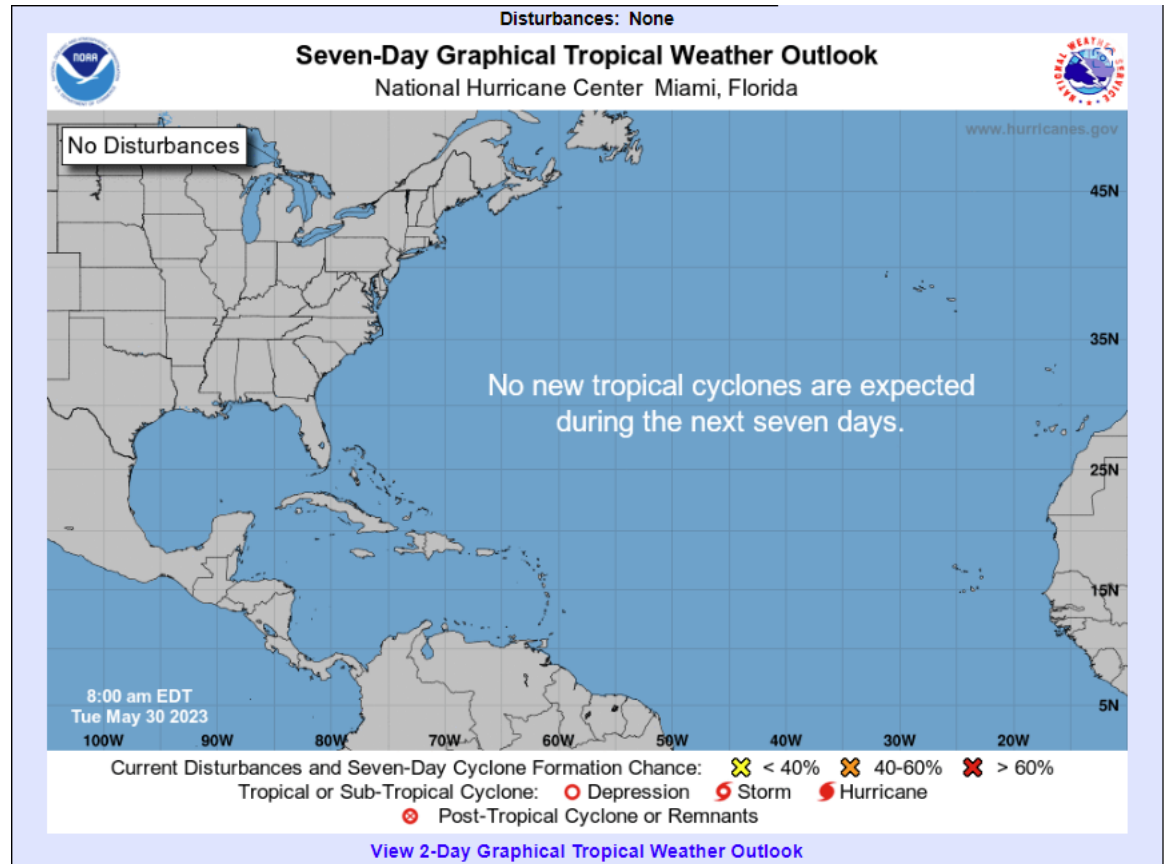 Disturbances: None
NOAA
Seven-Day Graphical Tropical Weather Outlook
National Hurricane Center Miami, Florida
NATIONAL WEATHER SERVICE
No Disturbances
www.hurricanes.gov
45N
35N
No new tropical cyclones are expected
during the next seven days.
25N
15N
8:00 am EDT
Tue May 30 2023
5N
100W 90W 80W 70W 60W 50W 40W 30W 20W
Current Disturbances and Seven-Day Cyclone Formation Chance: < 40% 40-60% > 60%
Tropical or Sub-Tropical Cyclone: Depression Storm Hurricane
Post-Tropical Cyclone or Remnants
View 2-Day Graphical Tropical Weather Outlook